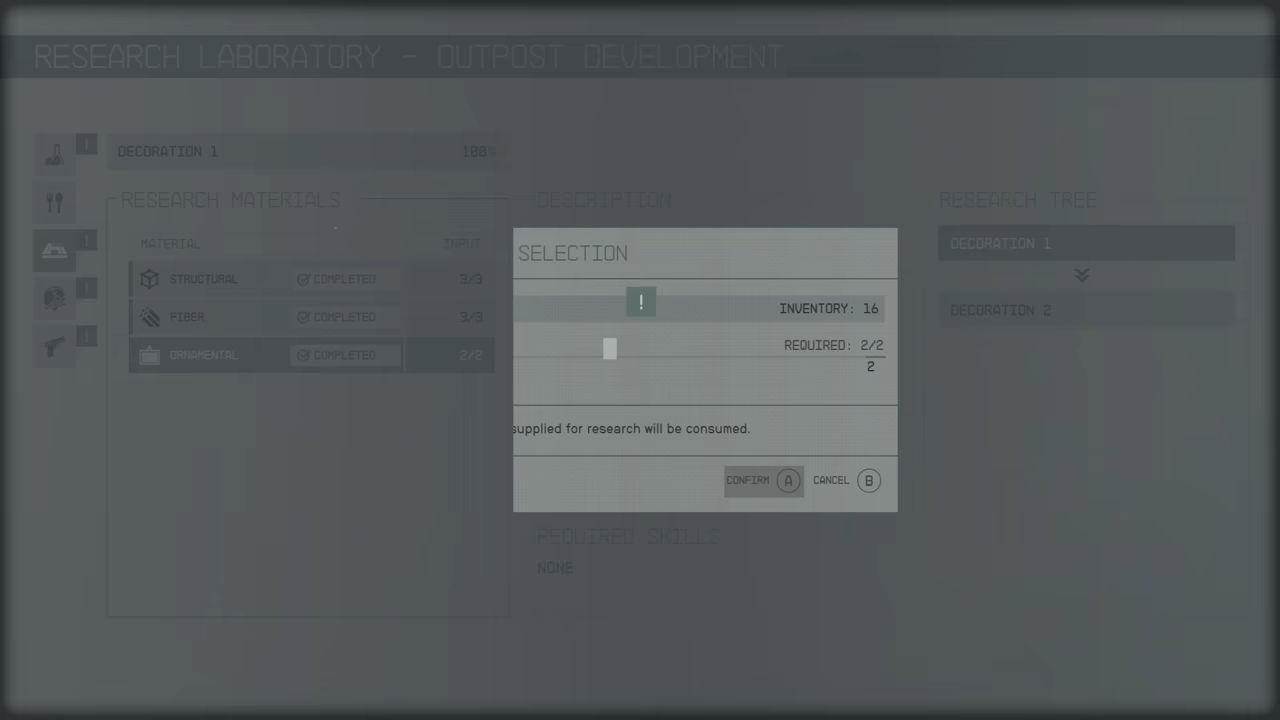 RESEARCH LABORATORY - OUTPOST DEVELOPMENT
DECORATION 1 100%
RESEARCH MATERIALS
MATERIAL INPUT
STRUCTURAL COMPLETED 3/3
FIBER COMPLETED 3/3
ORNAMENTAL COMPLETED 2/2
DESCRIPTION
SELECTION
!
INVENTORY: 16
REQUIRED: 2/2
2
supplied for research will be consumed.
CONFIRM A CANCEL B
REQUIRED SKILLS
NONE
RESEARCH TREE
DECORATION 1
DECORATION 2